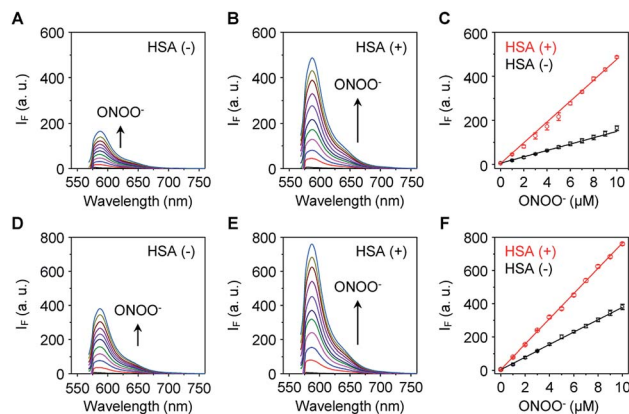 A
HSA (-)
ONOO⁻
I_F (a. u.)
600
400
200
0
550 600 650 700 750
Wavelength (nm)
B
HSA (+)
ONOO⁻
I_F (a. u.)
600
400
200
0
550 600 650 700 750
Wavelength (nm)
C
HSA (+)
HSA (-)
I_F (a. u.)
600
400
200
0
0 2 4 6 8 10
ONOO⁻ (µM)
D
HSA (-)
ONOO⁻
I_F (a. u.)
800
600
400
200
0
550 600 650 700 750
Wavelength (nm)
E
HSA (+)
ONOO⁻
I_F (a. u.)
800
600
400
200
0
550 600 650 700 750
Wavelength (nm)
F
HSA (+)
HSA (-)
I_F (a. u.)
800
600
400
200
0
0 2 4 6 8 10
ONOO⁻ (µM)